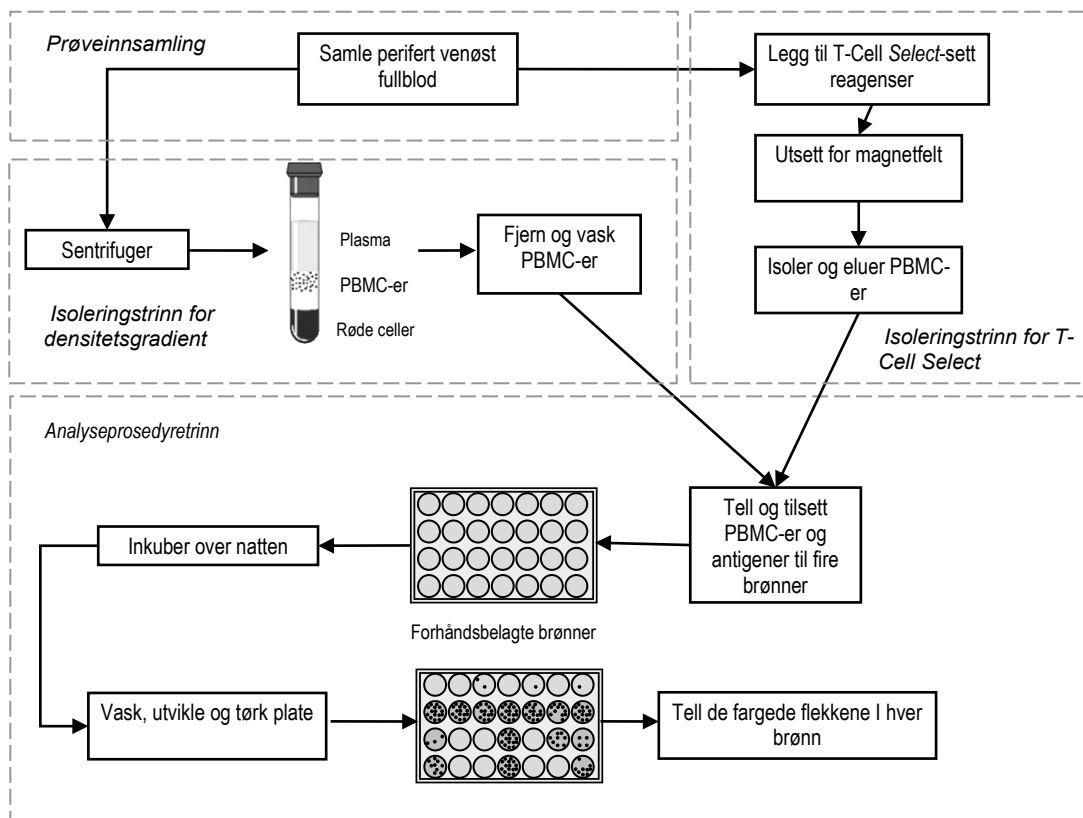 Prøveinnsamling
Samle perifert venøst
fullblod
Legg til T-Cell Select-sett
reagenser
Utsett for magnetfelt
Isoler og eluer PBMC-
er
Isoleringstrinn for T-
Cell Select
Sentrifuger
Plasma
PBMC-er
Røde celler
Fjern og vask
PBMC-er
Isoleringstrinn for
densitetsgradient
Analyseprosedyretrinn
Tell og tilsett
PBMC-er og
antigener til fire
brønner
Inkuber over natten
Forhåndsbelagte brønner
Vask, utvikle og tørk plate
Tell de fargede flekkene I hver
brønn